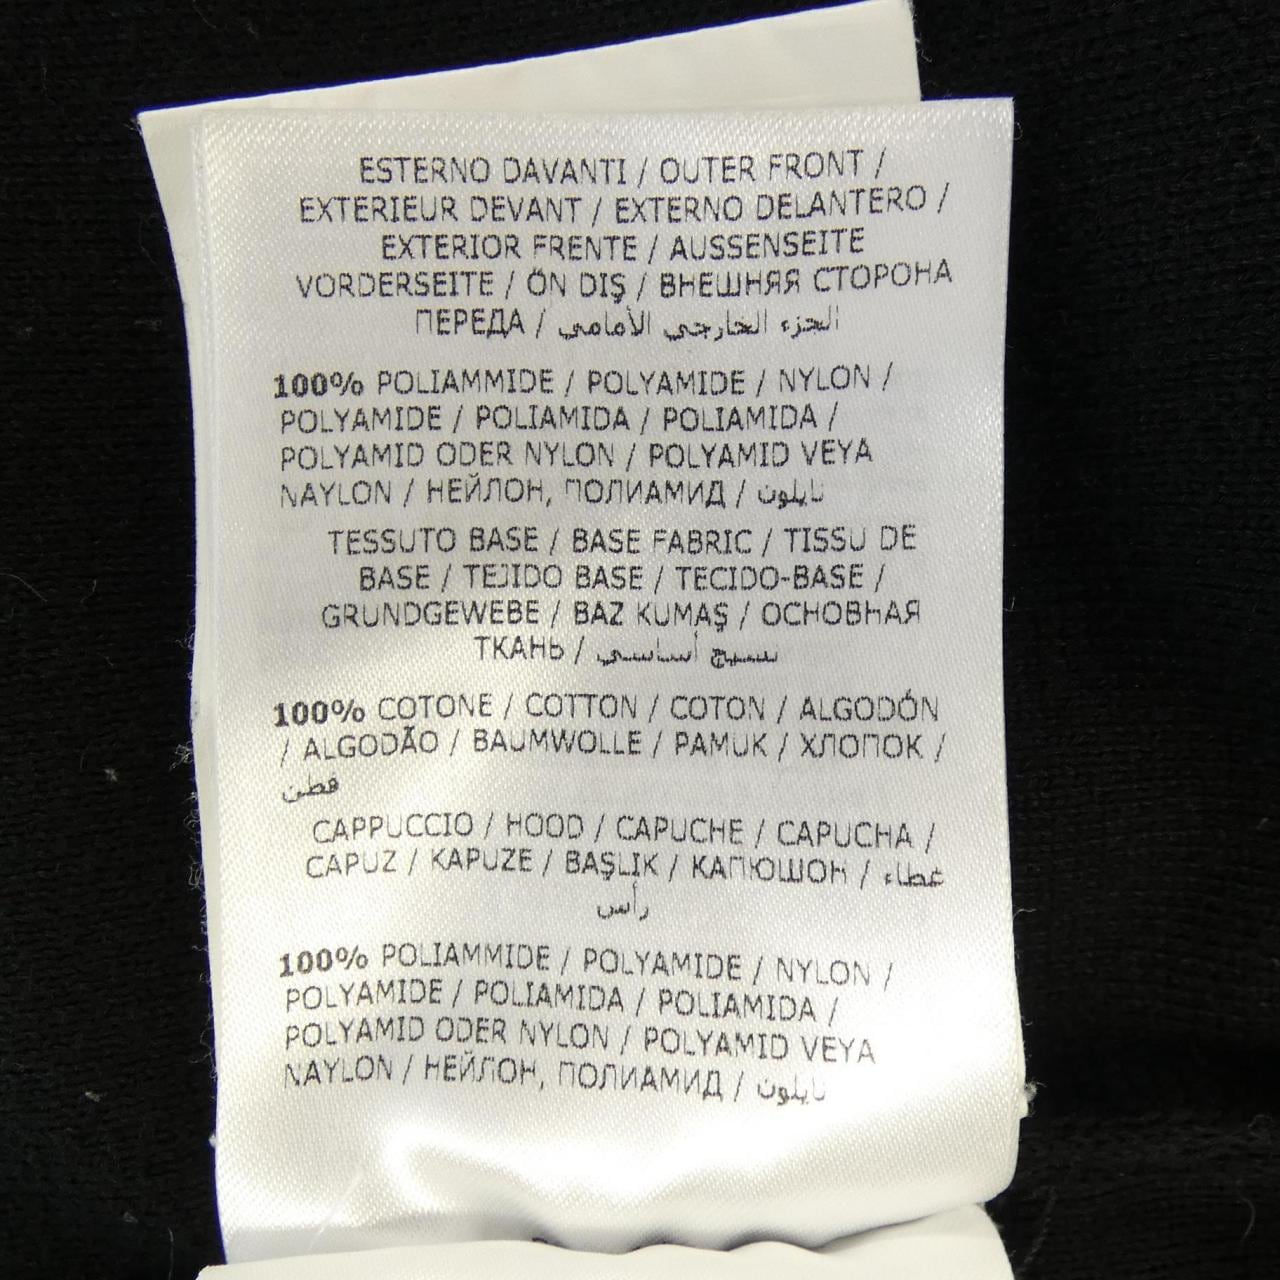 ESTERNO DAVANTI / OUTER FRONT /
EXTERIEUR DEVANT / EXTERNO DELANTERO /
EXTERIOR FRENTE / AUSSENSEITE
VORDERSEITE / ÖN DIŞ / ВНЕШНЯЯ СТОРОНА
ПЕРЕДА / الجزء الخارجي الأمامي
100% POLIAMMIDE / POLYAMIDE / NYLON /
POLYAMIDE / POLIAMIDA / POLIAMIDA /
POLYAMID ODER NYLON / POLYAMID VEYA
NAYLON / НЕЙЛОН, ПОЛИАМИД / نايلون
TESSUTO BASE / BASE FABRIC / TISSU DE
BASE / TEJIDO BASE / TECIDO-BASE /
GRUNDGEWEBE / BAZ KUMAŞ / ОСНОВНАЯ
ТКАНЬ / نسيج أساسي
100% COTONE / COTTON / COTON / ALGODÓN
/ ALGODÃO / BAUMWOLLE / PAMUK / ХЛОПОК /
قطن
CAPPUCCIO / HOOD / CAPUCHE / CAPUCHA /
CAPUZ / KAPUZE / BAŞLIK / КАПЮШОН / غطاء
رأس
100% POLIAMMIDE / POLYAMIDE / NYLON /
POLYAMIDE / POLIAMIDA / POLIAMIDA /
POLYAMID ODER NYLON / POLYAMID VEYA
NAYLON / НЕЙЛОН, ПОЛИАМИД / نايلون